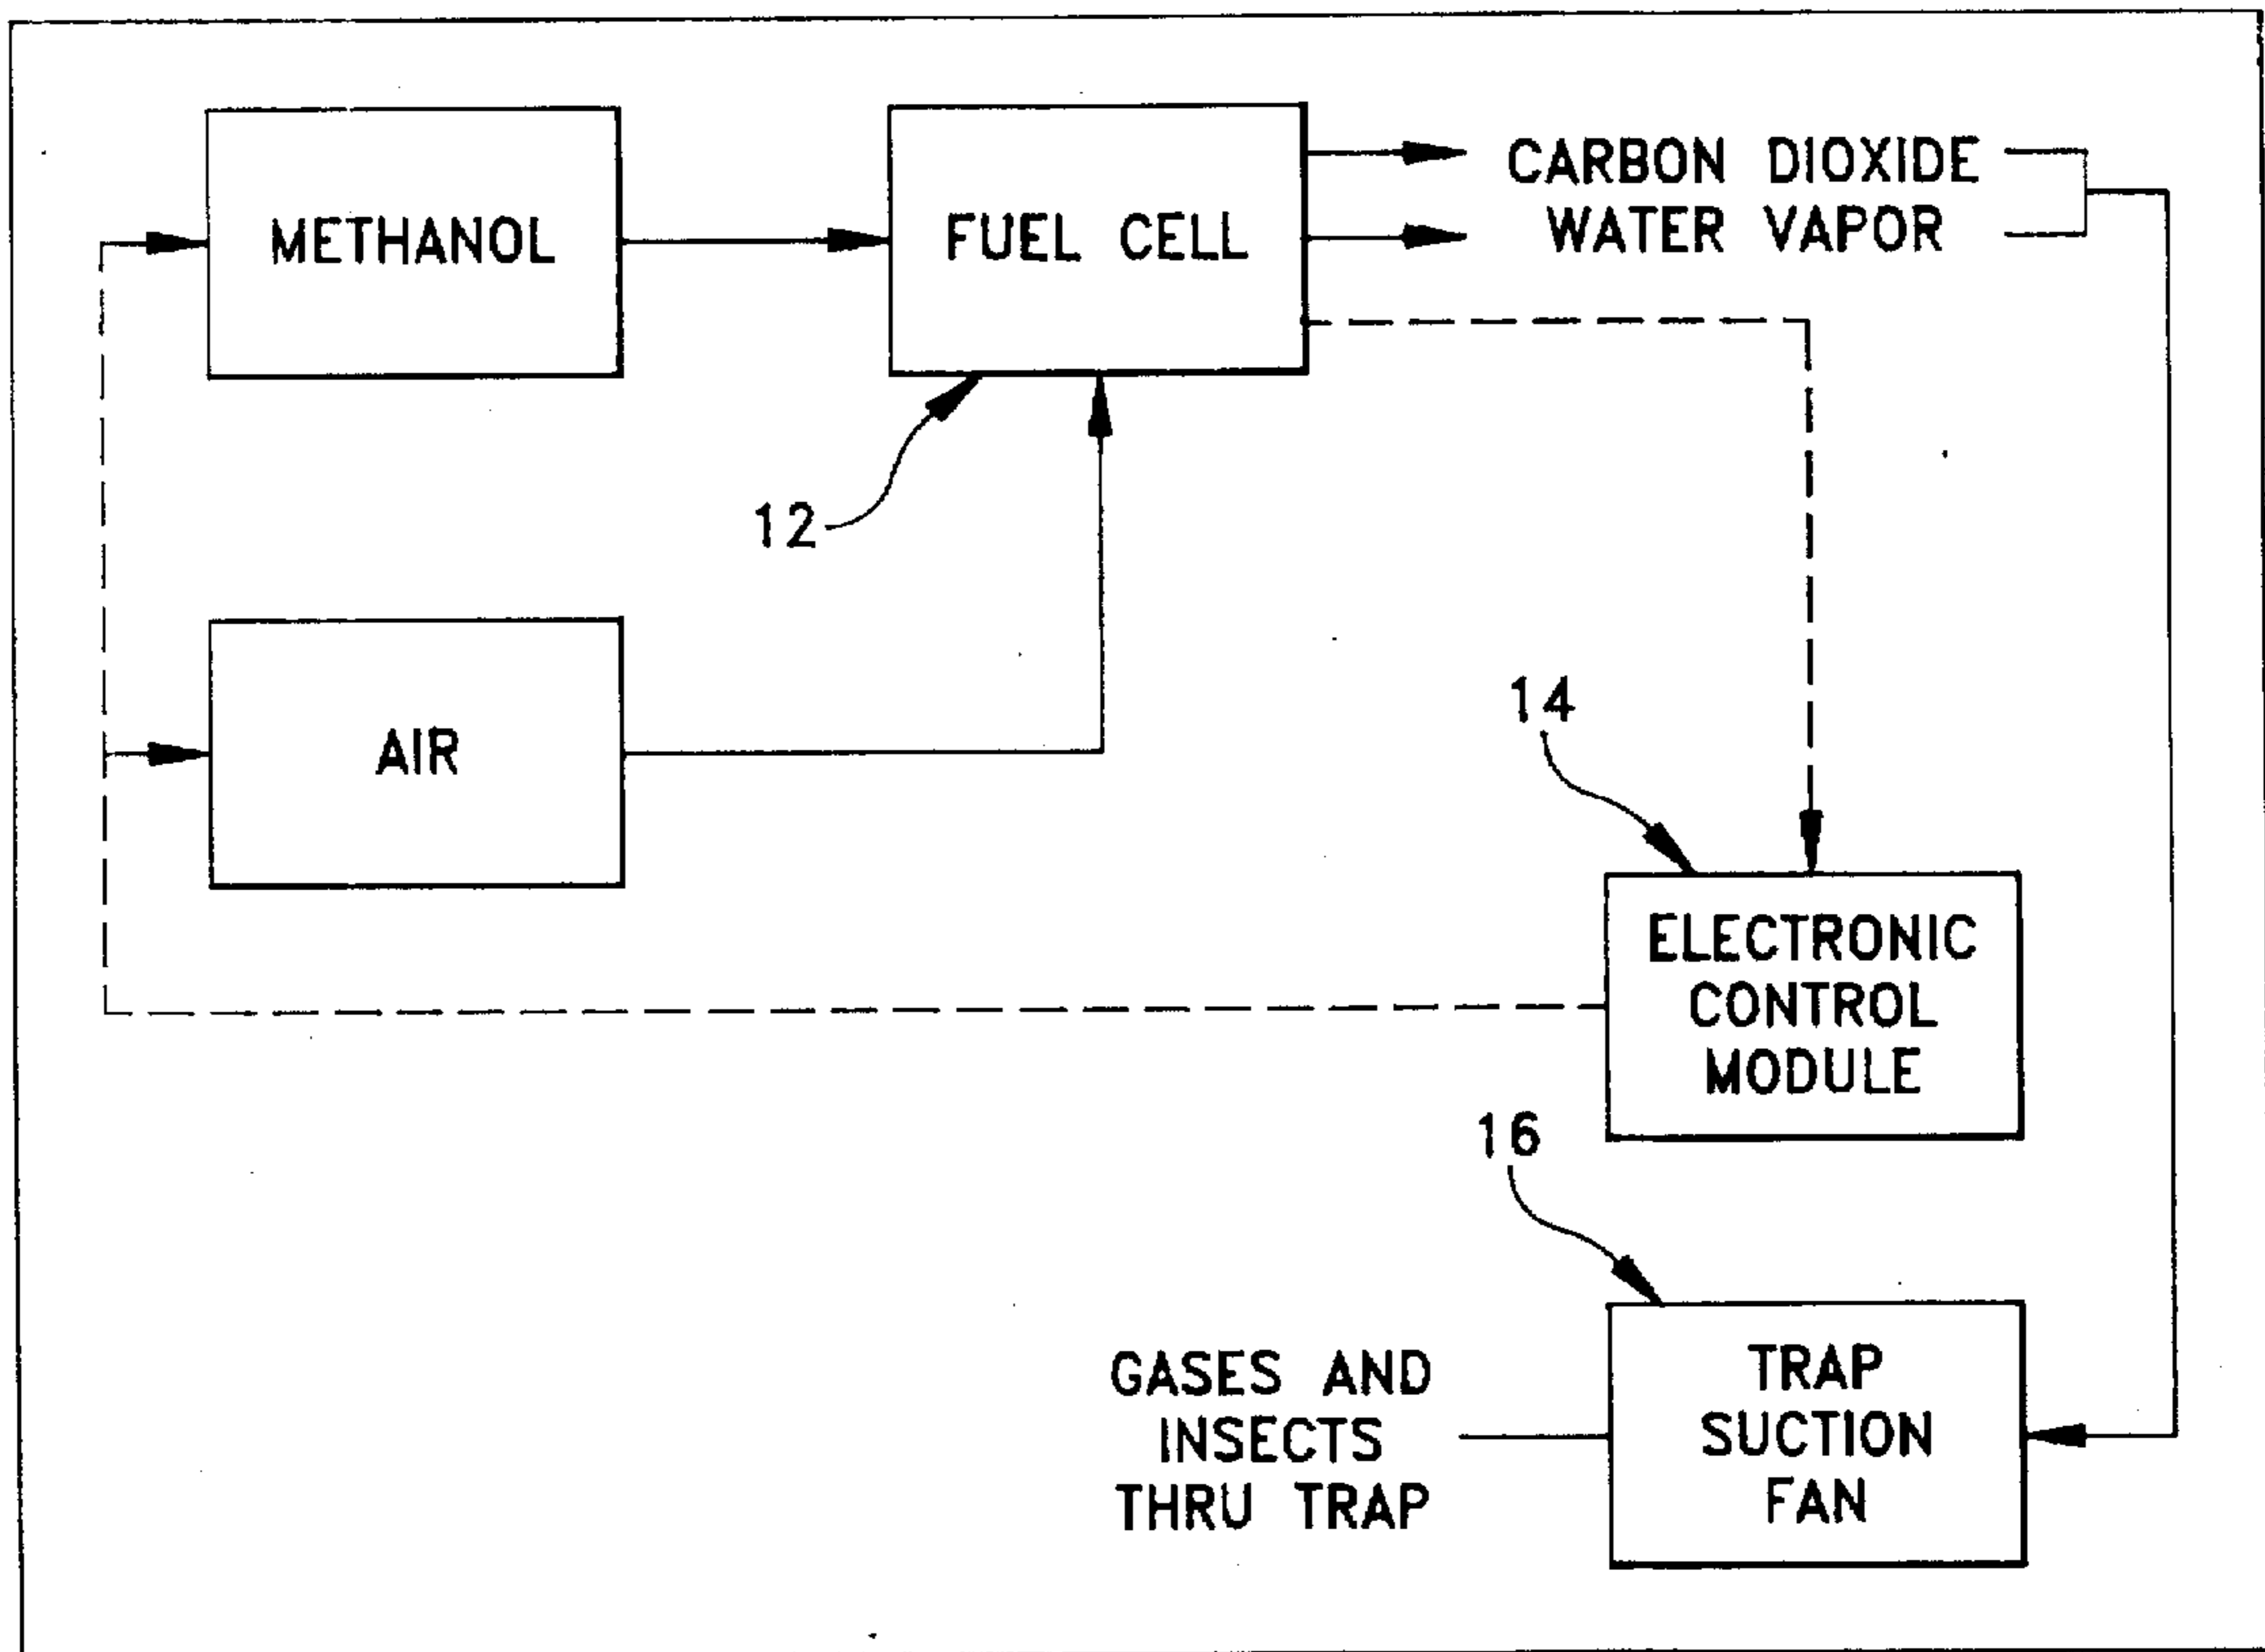 METHANOL
FUEL CELL
CARBON DIOXIDE
WATER VAPOR
12
AIR
14
ELECTRONIC
CONTROL
MODULE
16
GASES AND
INSECTS
THRU TRAP
TRAP
SUCTION
FAN